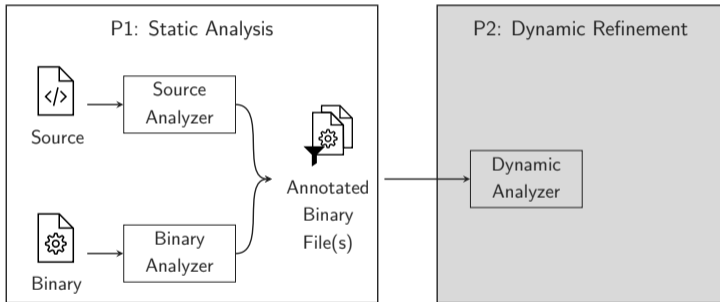 P1: Static Analysis
P2: Dynamic Refinement
</>
Source
Source
Analyzer
Annotated
Binary
File(s)
Dynamic
Analyzer
Binary
Binary
Analyzer